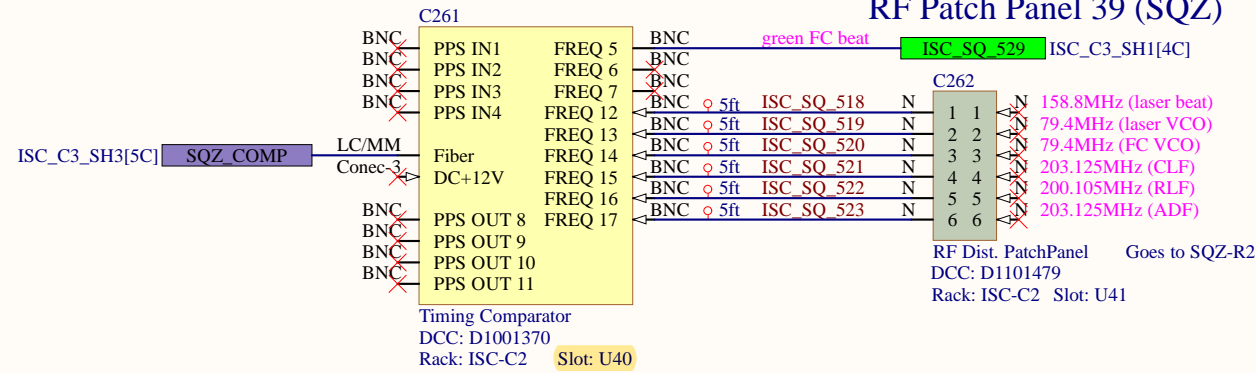 RF Patch Panel 39 (SQZ)
C261
BNC PPS IN1 FREQ 5 BNC green FC beat ISC_SQ_529 ISC_C3_SH1[4C]
BNC PPS IN2 FREQ 6 BNC
BNC PPS IN3 FREQ 7 BNC
C262
BNC PPS IN4 FREQ 12 BNC 5ft ISC_SQ_518 N 1 1 N 158.8MHz (laser beat)
FREQ 13 BNC 5ft ISC_SQ_519 N 2 2 N 79.4MHz (laser VCO)
ISC_C3_SH3[5C] SQZ_COMP LC/MM Fiber FREQ 14 BNC 5ft ISC_SQ_520 N 3 3 N 79.4MHz (FC VCO)
Conec-3 DC+12V FREQ 15 BNC 5ft ISC_SQ_521 N 4 4 N 203.125MHz (CLF)
FREQ 16 BNC 5ft ISC_SQ_522 N 5 5 N 200.105MHz (RLF)
BNC PPS OUT 8 FREQ 17 BNC 5ft ISC_SQ_523 N 6 6 N 203.125MHz (ADF)
BNC PPS OUT 9
BNC PPS OUT 10
BNC PPS OUT 11
RF Dist. PatchPanel Goes to SQZ-R2
DCC: D1101479
Rack: ISC-C2 Slot: U41
Timing Comparator
DCC: D1001370
Rack: ISC-C2 Slot: U40